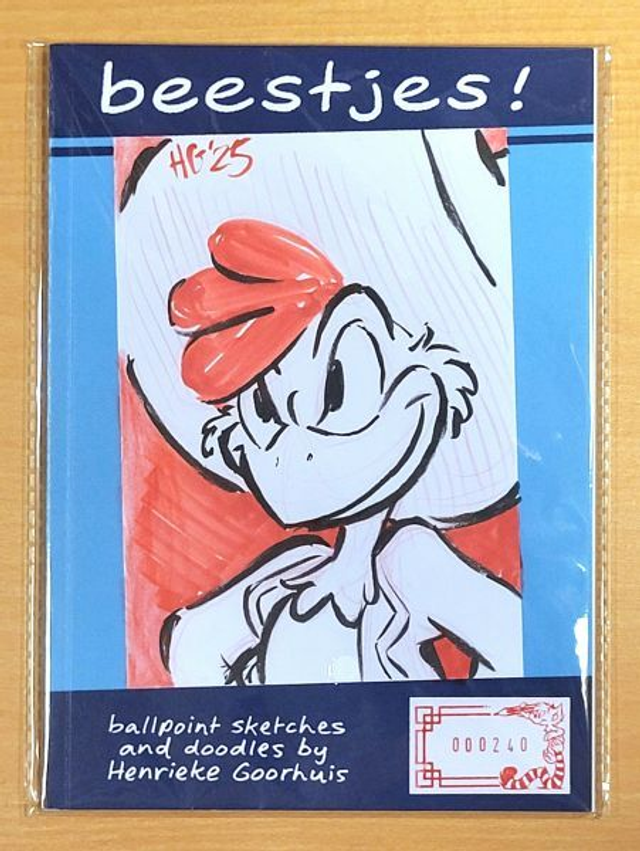 beestjes!
HG'25
ballpoint sketches
and doodles by
Henrieke Goorhuis
000240